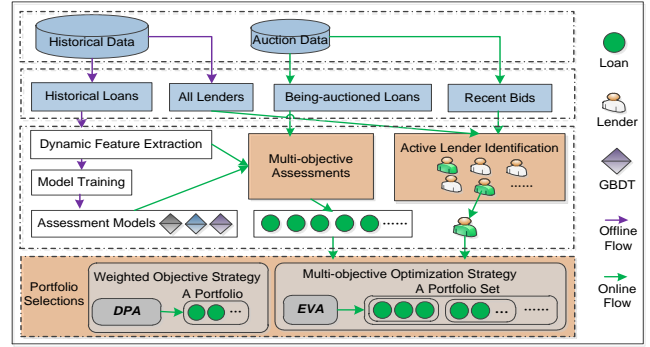 Historical Data
Auction Data
Historical Loans
All Lenders
Being-auctioned Loans
Recent Bids
Dynamic Feature Extraction
Model Training
Assessment Models
Multi-objective
Assessments
Active Lender Identification
......
......
Portfolio
Selections
Weighted Objective Strategy
A Portfolio
DPA
...
Multi-objective Optimization Strategy
A Portfolio Set
EVA
...
......
Loan
Lender
GBDT
Offline
Flow
Online
Flow